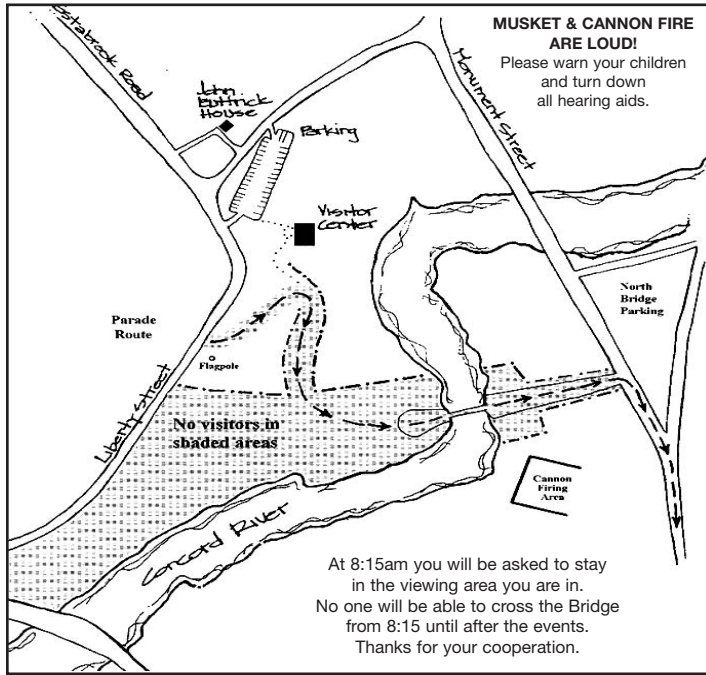 MUSKET & CANNON FIRE
ARE LOUD!
Please warn your children
and turn down
all hearing aids.
Estabrook Road
John
Buttrick
House
Parking
Monument Street
Visitor
Center
North
Bridge
Parking
Parade
Route
Flagpole
Liberty Street
No visitors in
shaded areas
Cannon
Firing
Area
Concord River
At 8:15am you will be asked to stay
in the viewing area you are in.
No one will be able to cross the Bridge
from 8:15 until after the events.
Thanks for your cooperation.